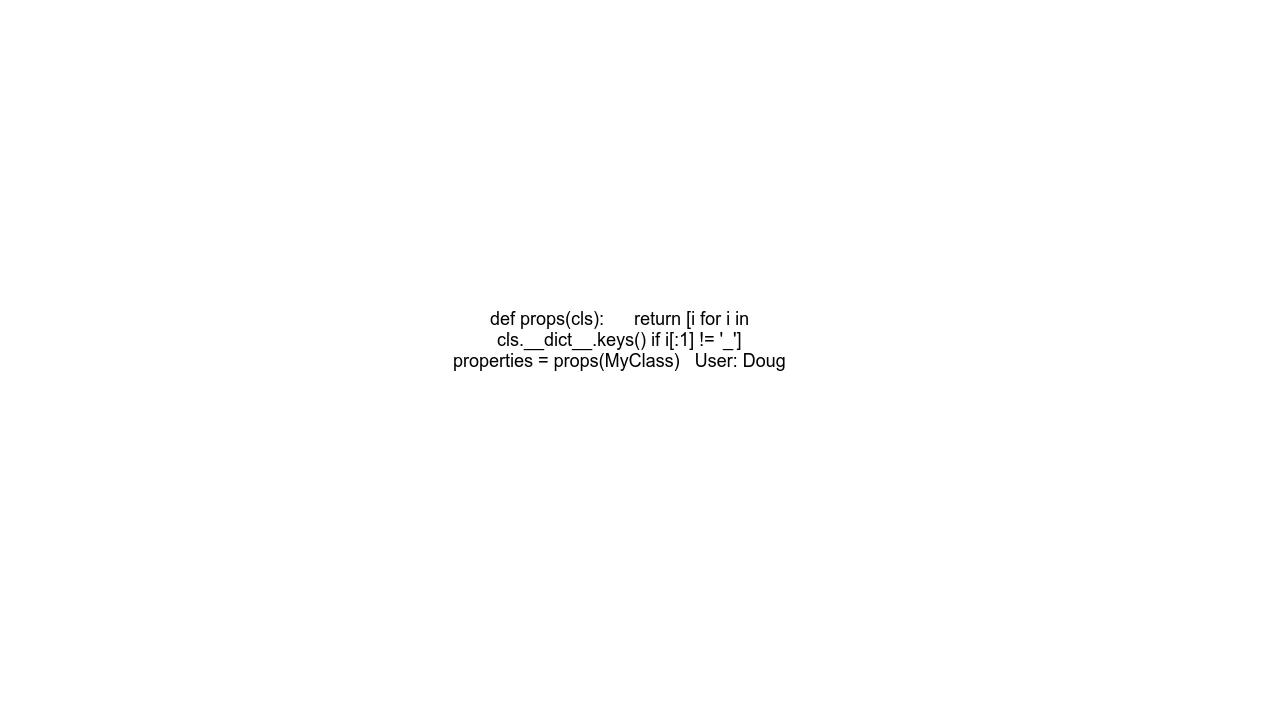 def props(cls):      return [i for i in
cls.__dict__.keys() if i[:1] != '_']
properties = props(MyClass)   User: Doug